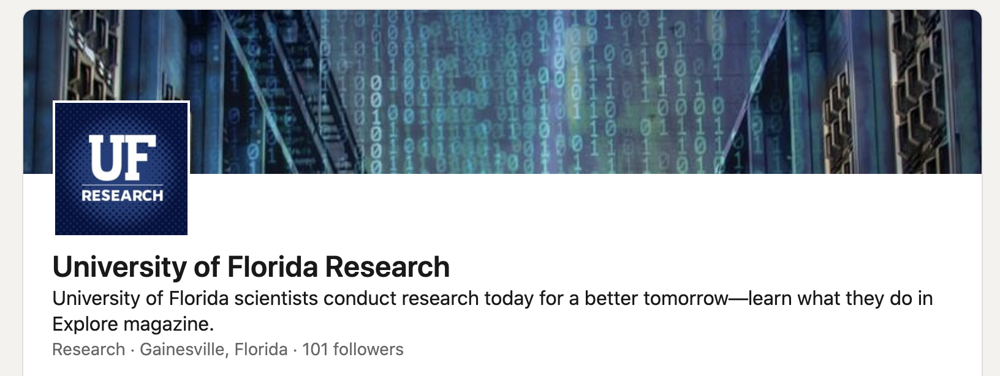 UF
RESEARCH
University of Florida Research
University of Florida scientists conduct research today for a better tomorrow—learn what they do in
Explore magazine.
Research · Gainesville, Florida · 101 followers